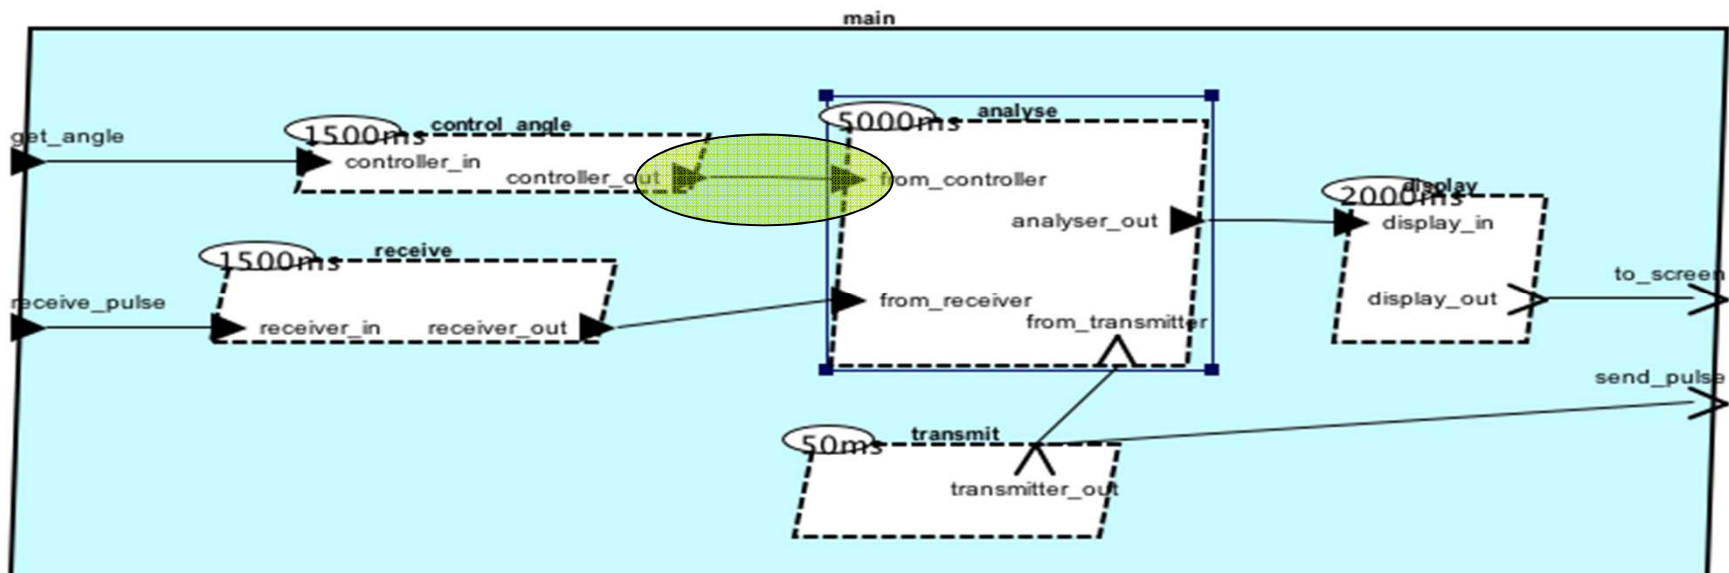 main
get_angle
1500ms
control_angle
controller_in
controller_out
5000ms
analyse
from_controller
analyser_out
from_receiver
from_transmitter
2000ms
display
display_in
display_out
to_screen
receive_pulse
1500ms
receive
receiver_in
receiver_out
send_pulse
50ms
transmit
transmitter_out